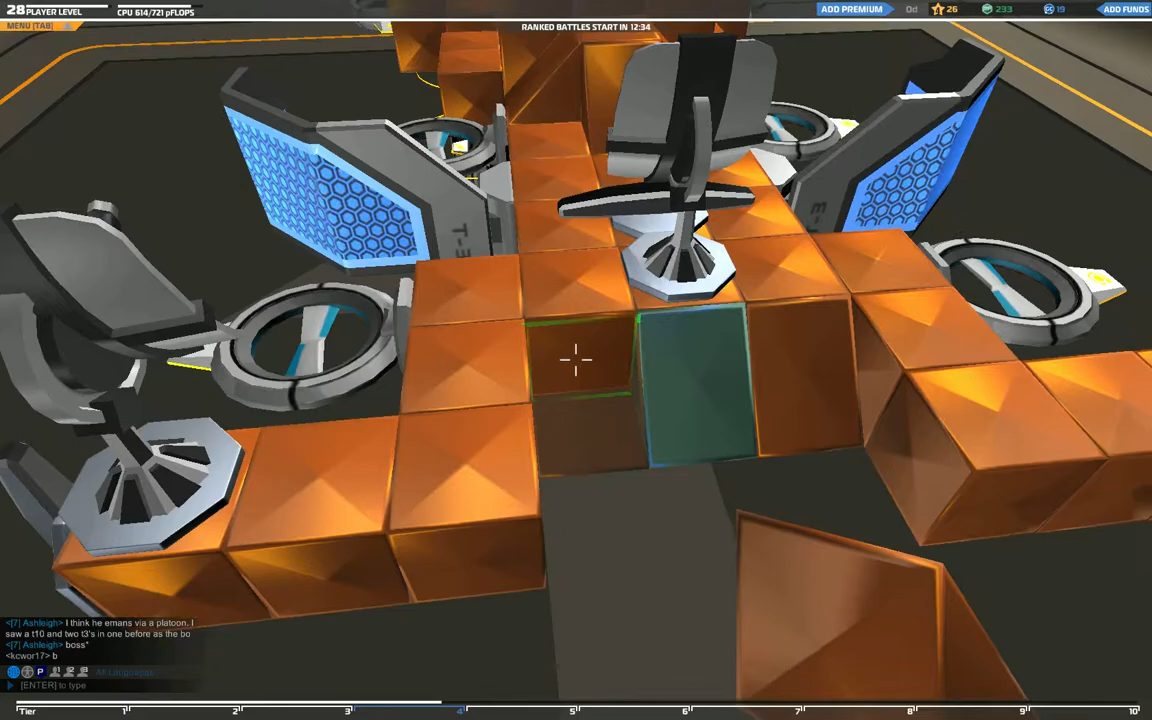 28 PLAYER LEVEL
CPU 614/721 pFLOPS
ADD PREMIUM
0d
26
233
19
ADD FUNDS
MENU [TAB]
RANKED BATTLES START IN 12:34
T-3
E-
<[7] Ashleigh> I think he emans via a platoon. I
saw a t10 and two t3's in one before as the bo
<[7] Ashleigh> boss*
<kcwor17> b
P
All Languages
[ENTER] to type
Tier 1 2 3 4 5 6 7 8 9 10